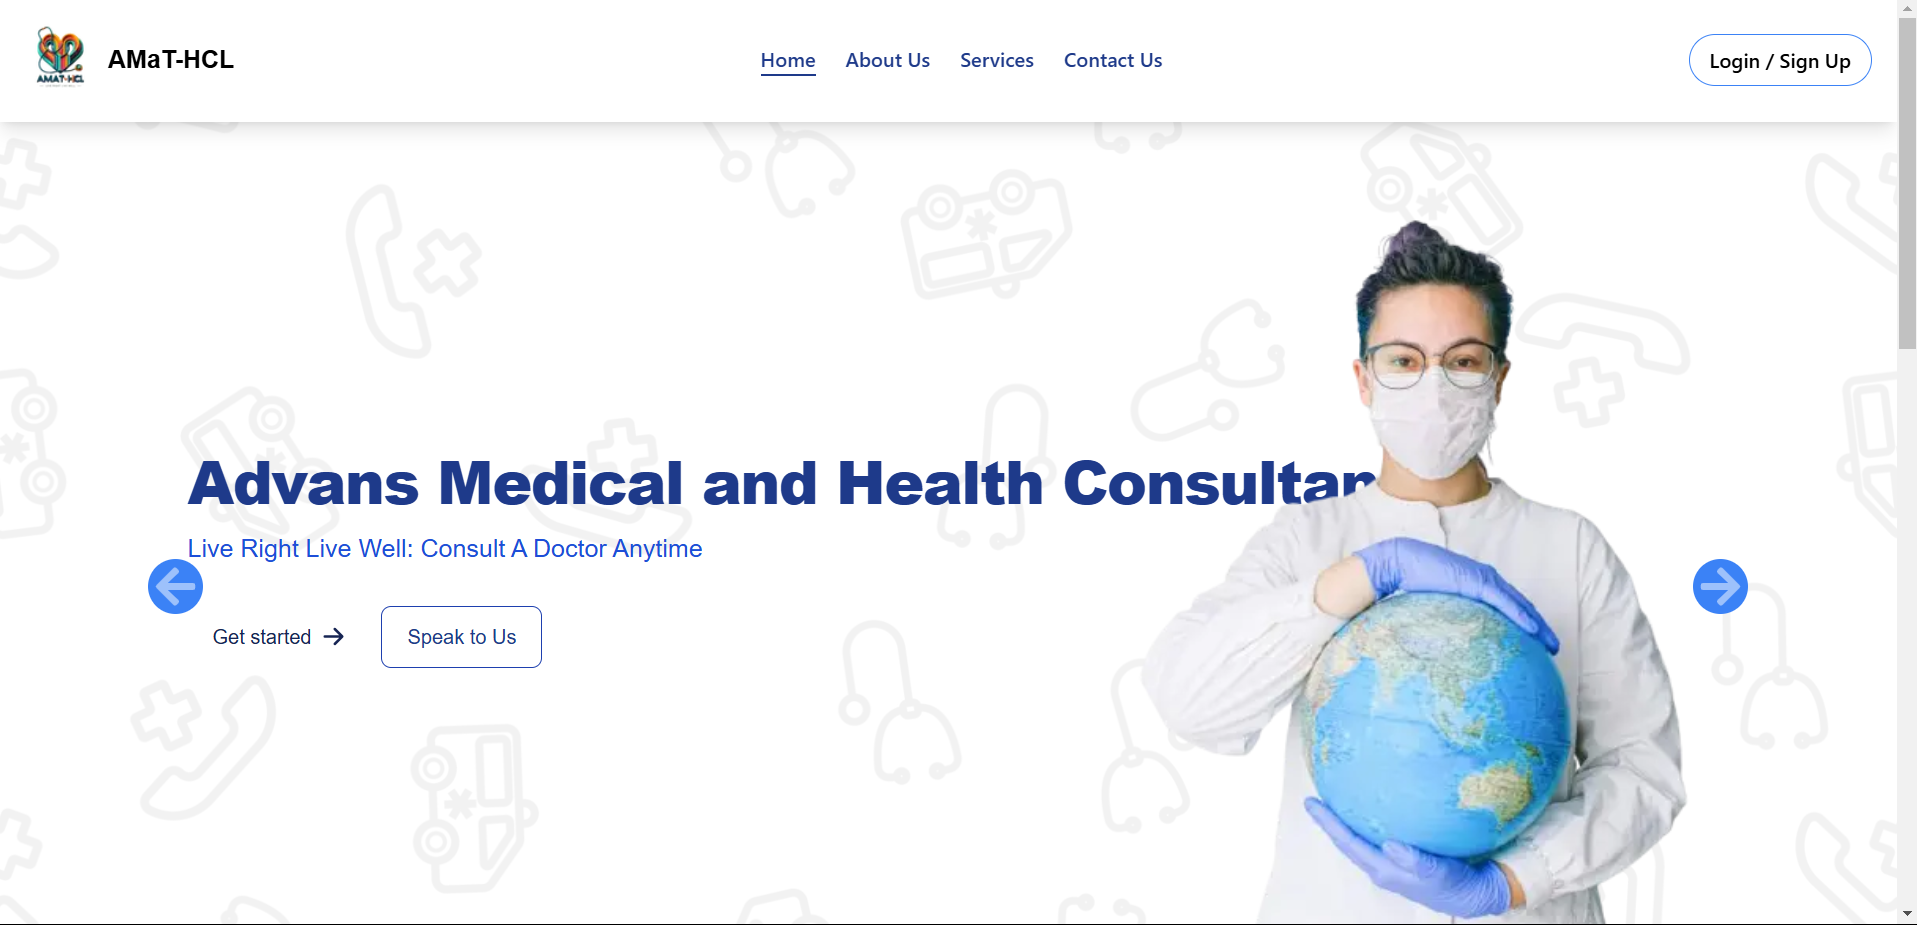 AMAT-HCL
AMaT-HCL
Home
About Us
Services
Contact Us
Login / Sign Up
Advans Medical and Health Consultan
Live Right Live Well: Consult A Doctor Anytime
Get started
Speak to Us